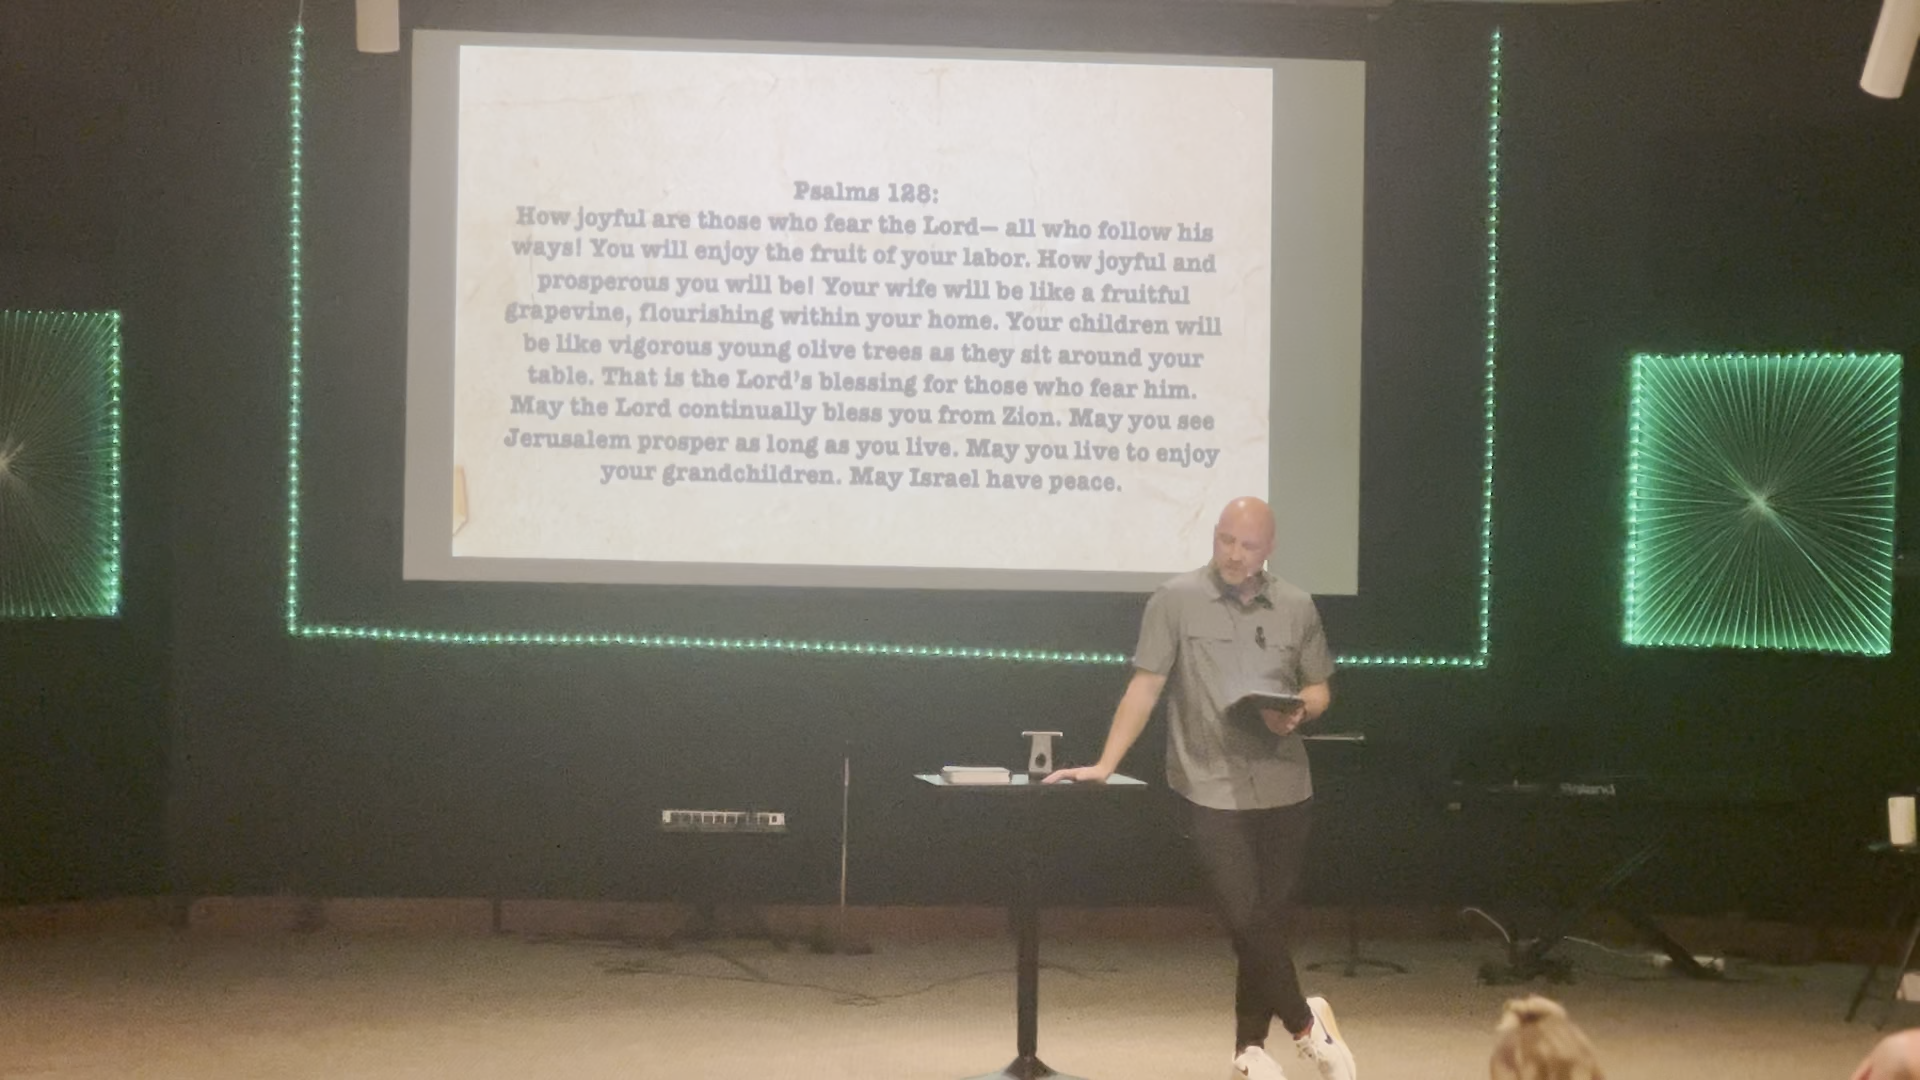 Psalms 128:
How joyful are those who fear the Lord— all who follow his
ways! You will enjoy the fruit of your labor. How joyful and
prosperous you will be! Your wife will be like a fruitful
grapevine, flourishing within your home. Your children will
be like vigorous young olive trees as they sit around your
table. That is the Lord's blessing for those who fear him.
May the Lord continually bless you from Zion. May you see
Jerusalem prosper as long as you live. May you live to enjoy
your grandchildren. May Israel have peace.
Roland